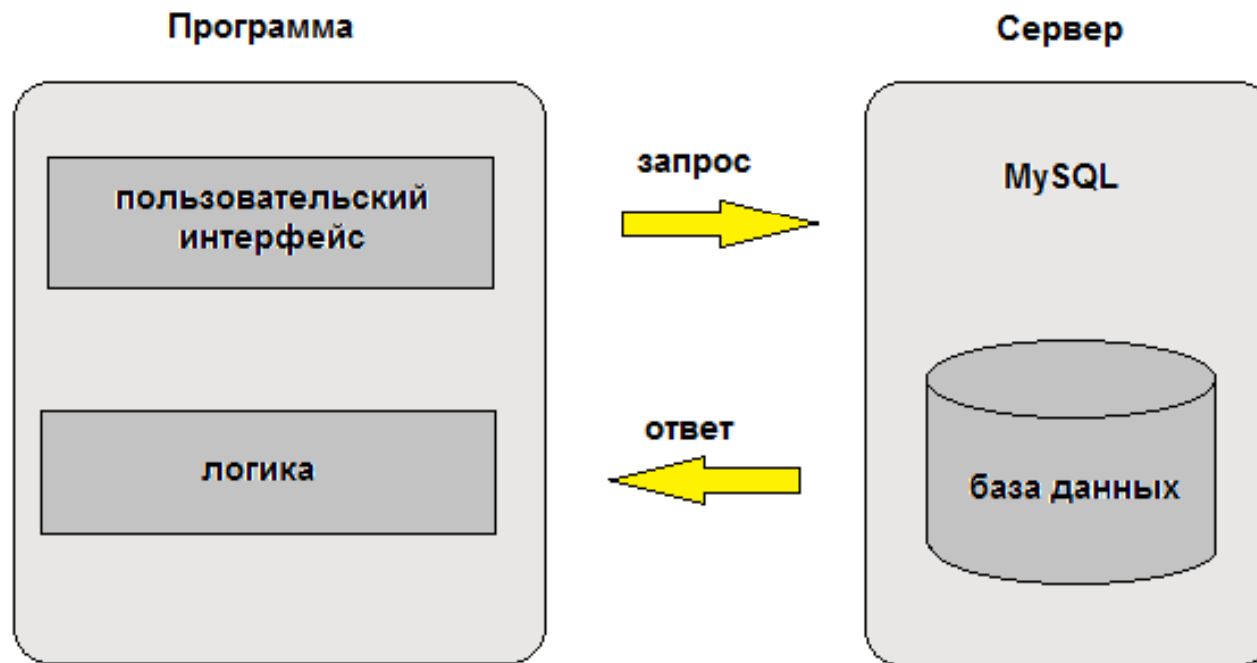 Программа
Сервер
пользовательский
интерфейс
запрос
MySQL
логика
ответ
база данных